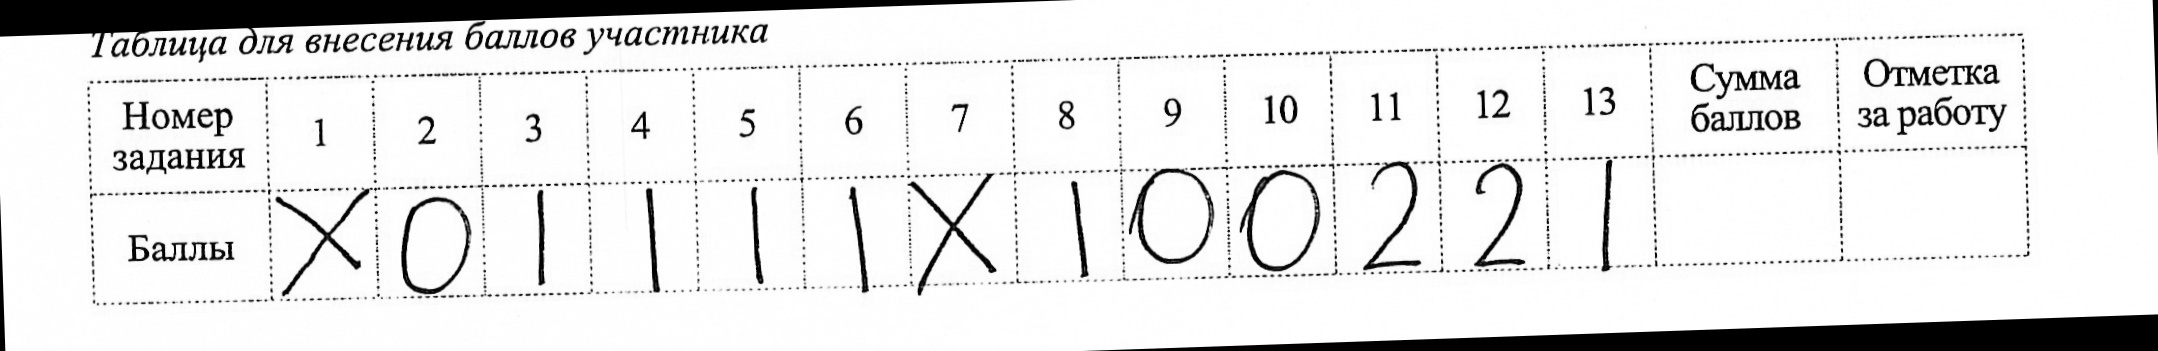 Таблица для внесения баллов участника
Номер задания 1 2 3 4 5 6 7 8 9 10 11 12 13 Сумма баллов Отметка за работу
Баллы X 0 1 1 1 1 X 1 0 0 2 2 1